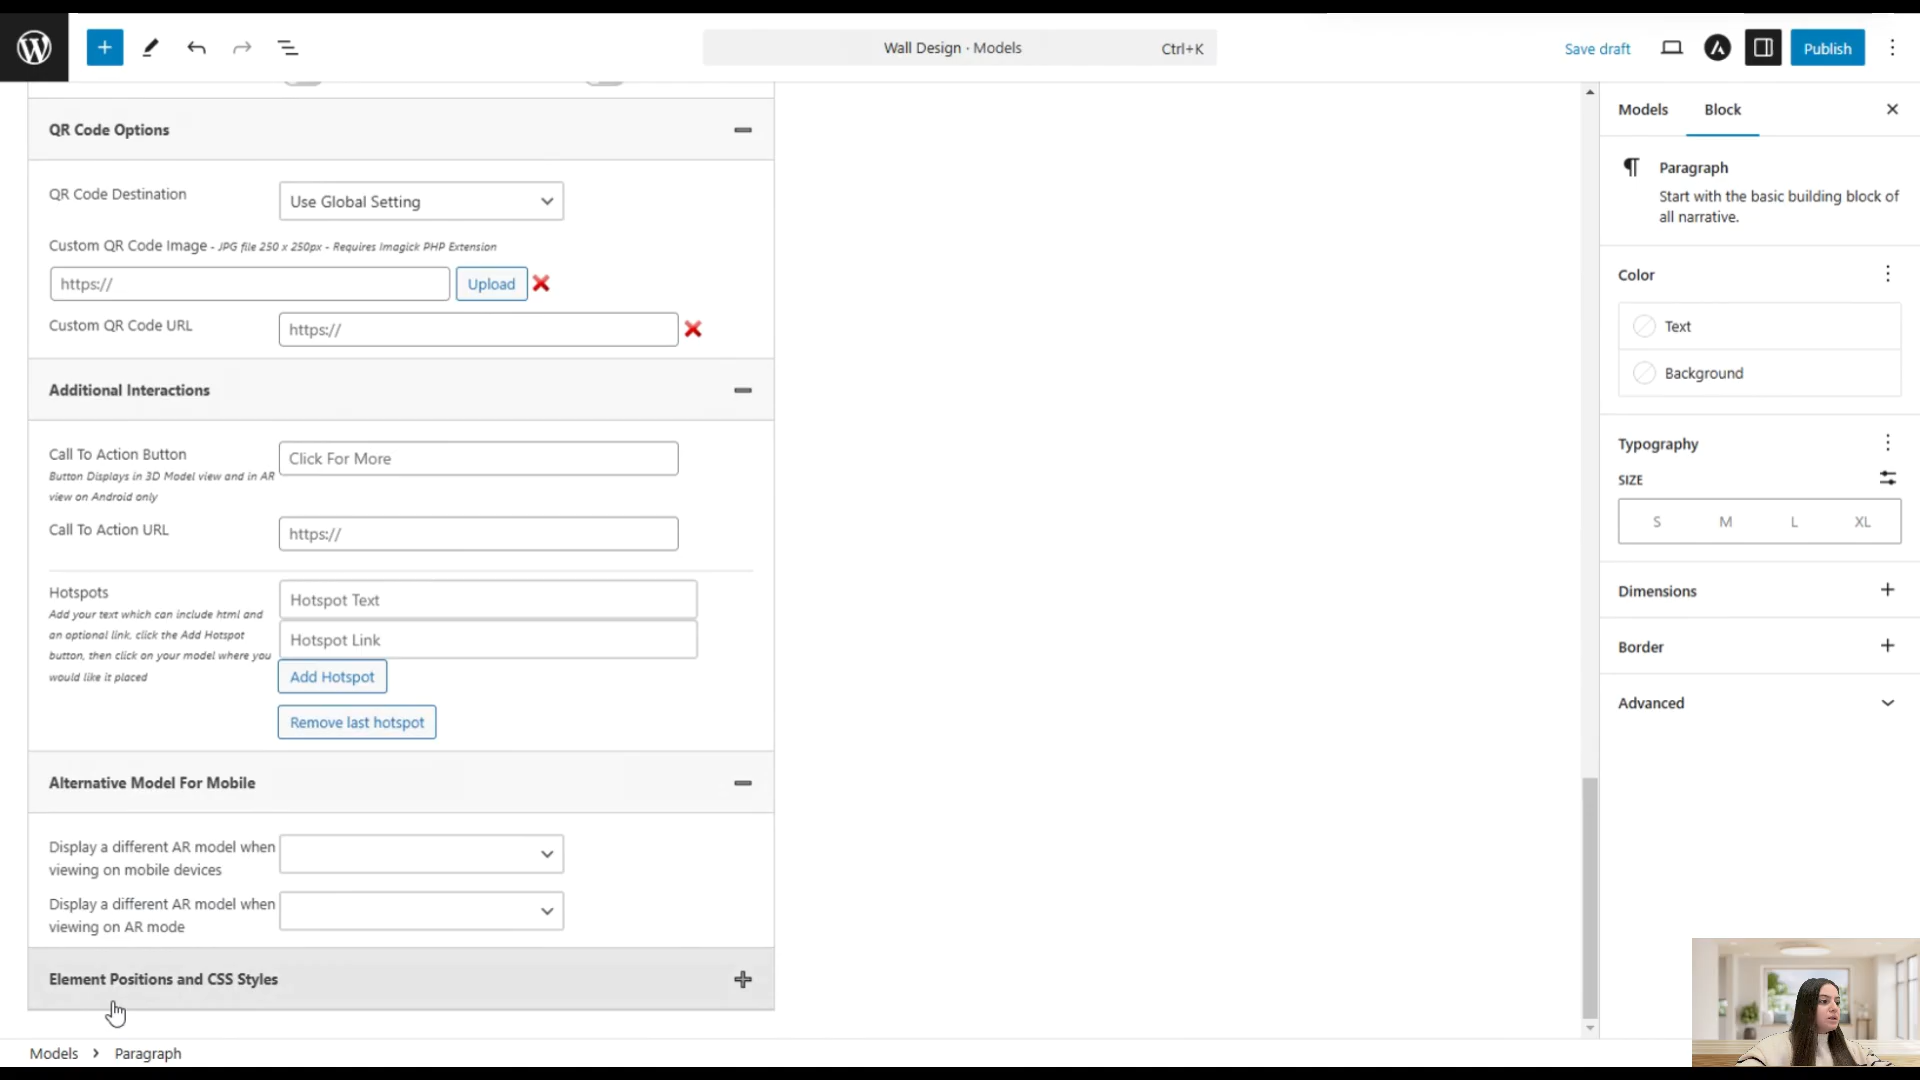 Wall Design · Models
Ctrl+K
Save draft
Publish
QR Code Options
QR Code Destination
Use Global Setting
Custom QR Code Image - JPG file 250 x 250px - Requires Imagick PHP Extension
https://
Upload
Custom QR Code URL
https://
Additional Interactions
Call To Action Button
Button Displays in 3D Model view and in AR
view on Android only
Click For More
Call To Action URL
https://
Hotspots
Add your text which can include html and
an optional link, click the Add Hotspot
button, then click on your model where you
would like it placed
Hotspot Text
Hotspot Link
Add Hotspot
Remove last hotspot
Alternative Model For Mobile
Display a different AR model when
viewing on mobile devices
Display a different AR model when
viewing on AR mode
Element Positions and CSS Styles
Models
Paragraph
Models
Block
Paragraph
Start with the basic building block of
all narrative.
Color
Text
Background
Typography
SIZE
S M L XL
Dimensions
Border
Advanced